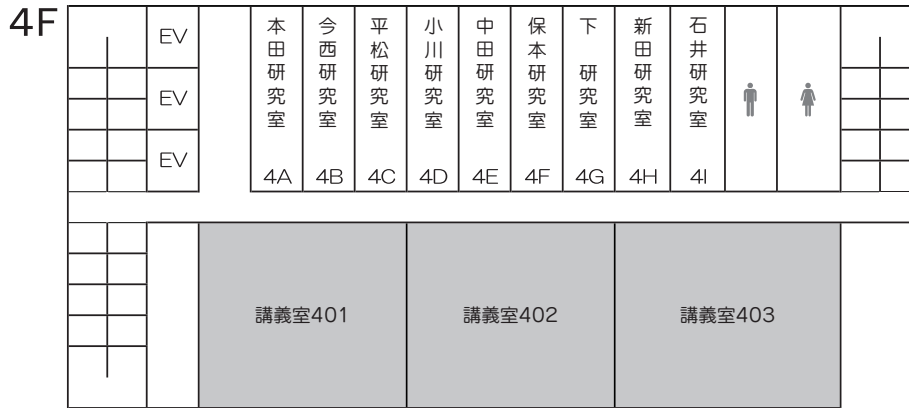 4F
EV
EV
EV
本田研究室
4A
今西研究室
4B
平松研究室
4C
小川研究室
4D
中田研究室
4E
保本研究室
4F
下 研究室
4G
新田研究室
4H
石井研究室
4I
講義室401
講義室402
講義室403